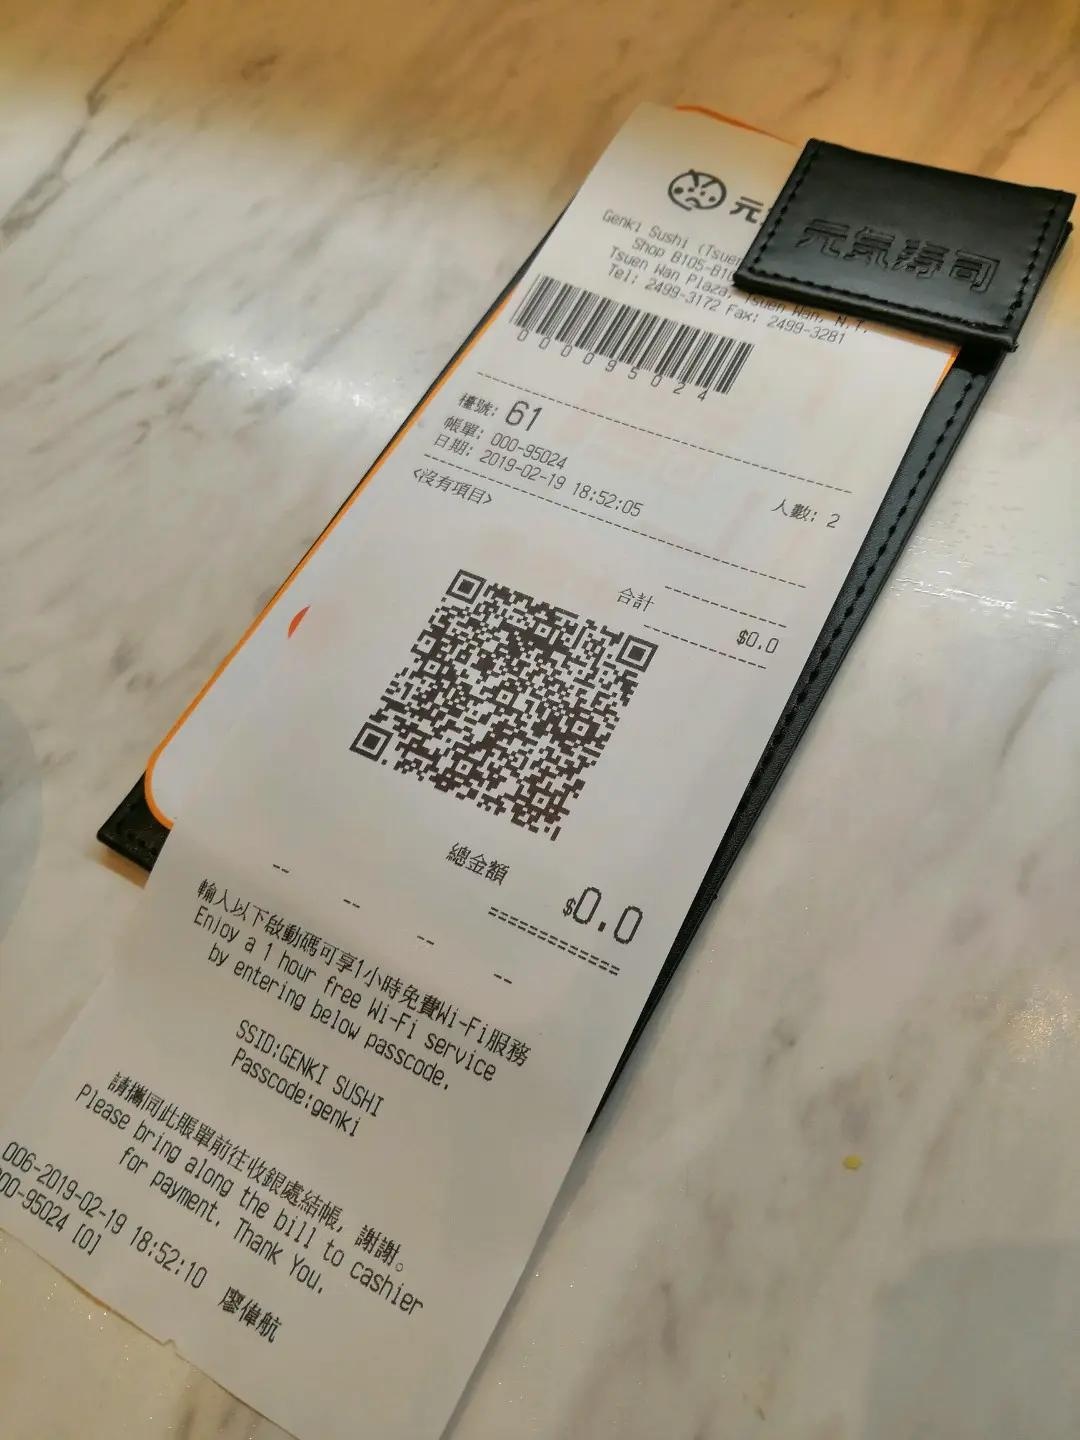 元
元気寿司
Genki Sushi (Tsuen
Shop B105-B10
Tsuen Wan Plaza, Tsuen Wan, N.T.
Tel: 2499-3172 Fax: 2499-3281
000095024
檯號: 61
帳單: 000-95024 人數: 2
日期: 2019-02-19 18:52:05
<沒有項目>
合計 $0.0
總金額 $0.0
輸入以下啟動碼可享1小時免費Wi-Fi服務
Enjoy a 1 hour free Wi-Fi service
by entering below passcode.
SSID:GENKI SUSHI
Passcode:genki
請攜同此賬單前往收銀處結帳, 謝謝。
Please bring along the bill to cashier
for payment. Thank You.
006-2019-02-19 18:52:10 廖偉航
000-95024 [0]